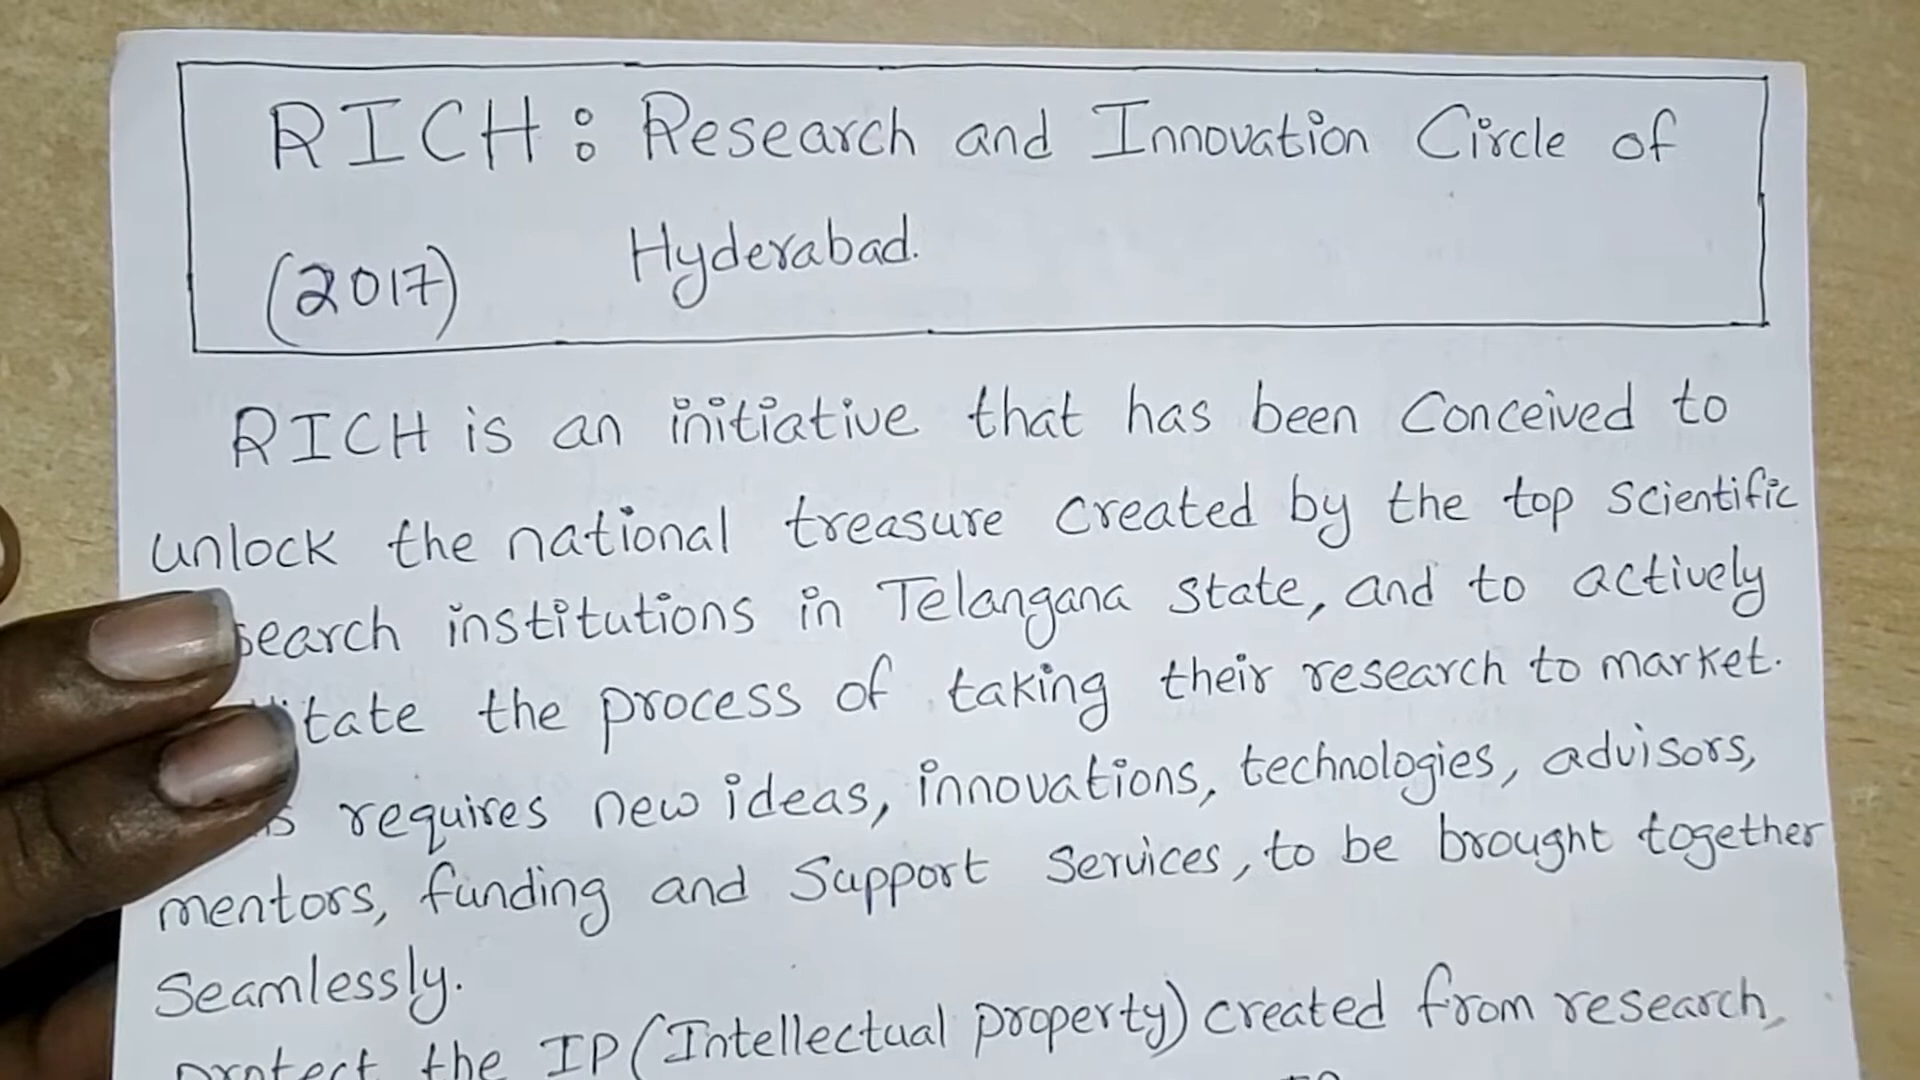 RICH: Research and Innovation Circle of
(2017) Hyderabad.
RICH is an initiative that has been conceived to
unlock the national treasure created by the top scientific
search institutions in Telangana state, and to actively
tate the process of taking their research to market.
requires new ideas, innovations, technologies, advisors,
mentors, funding and Support Services, to be brought together
Seamlessly.
protect the IP (Intellectual property) created from research,